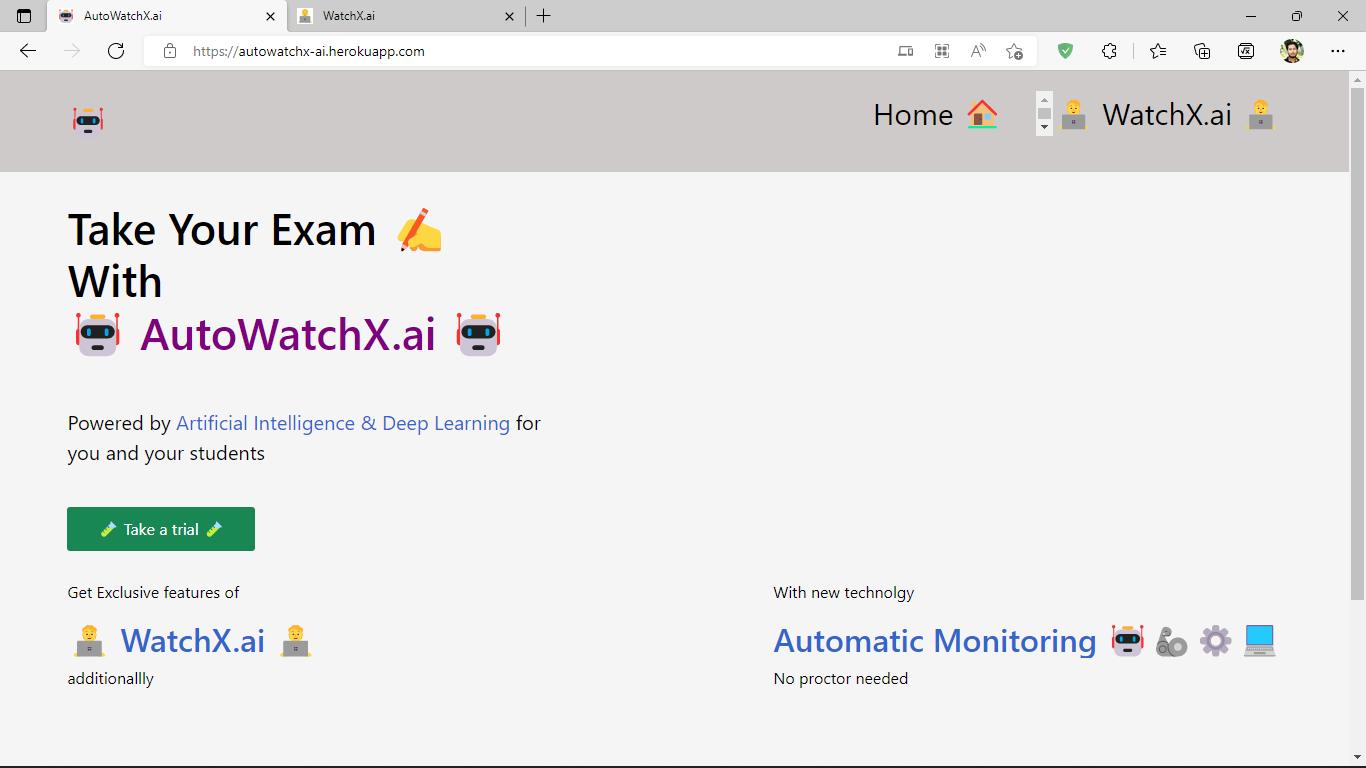 AutoWatchX.ai
WatchX.ai
https://autowatchx-ai.herokuapp.com
Home 🏠 🧑‍💻 WatchX.ai 🧑‍💻
Take Your Exam ✍
With
🤖 AutoWatchX.ai 🤖
Powered by Artificial Intelligence & Deep Learning for
you and your students
🧪 Take a trial 🧪
Get Exclusive features of
🧑‍💻 WatchX.ai 🧑‍💻
additionallly
With new technolgy
Automatic Monitoring 🤖 🦾 ⚙ 💻
No proctor needed